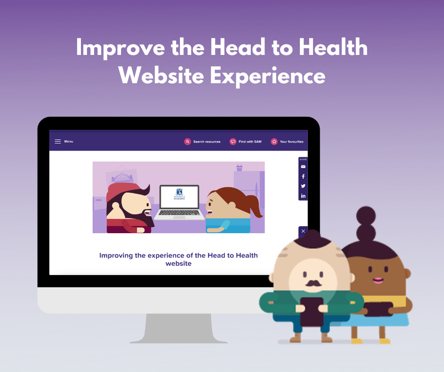 Improve the Head to Health
Website Experience
Menu
Search resources
Chat with SAM
Your favourites
Improving the experience of the Head to Health
website